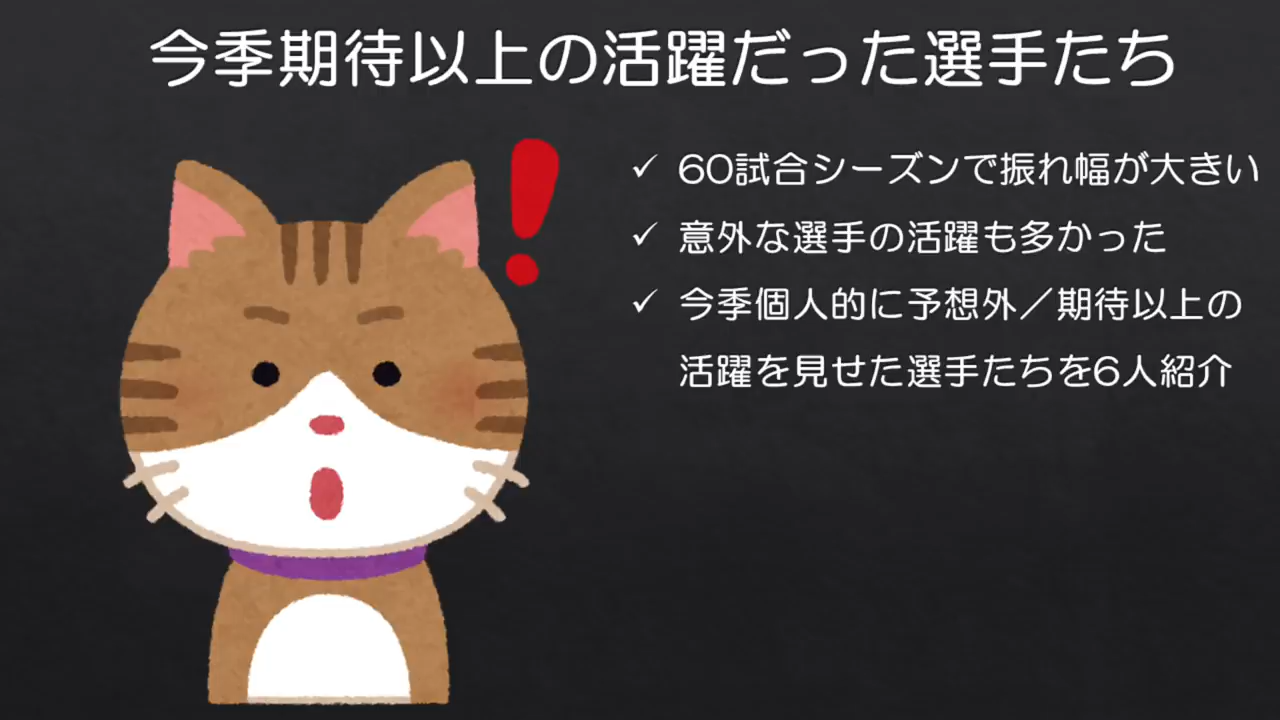 今季期待以上の活躍だった選手たち
✓ 60試合シーズンで振れ幅が大きい
✓ 意外な選手の活躍も多かった
✓ 今季個人的に予想外／期待以上の
活躍を見せた選手たちを6人紹介